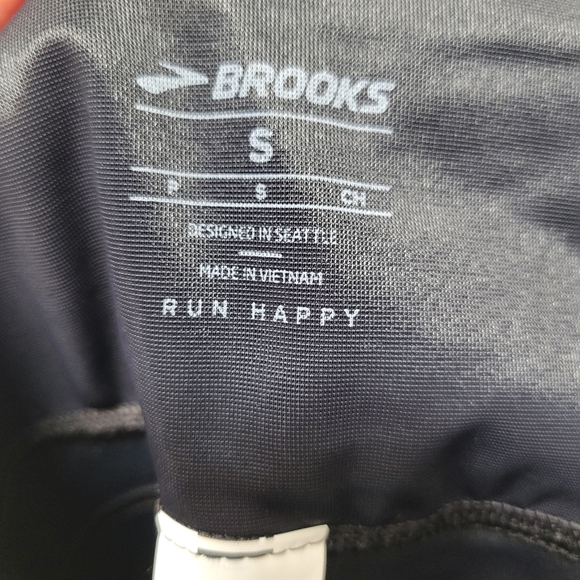 BROOKS
S
P S CH
DESIGNED IN SEATTLE
MADE IN VIETNAM
RUN HAPPY